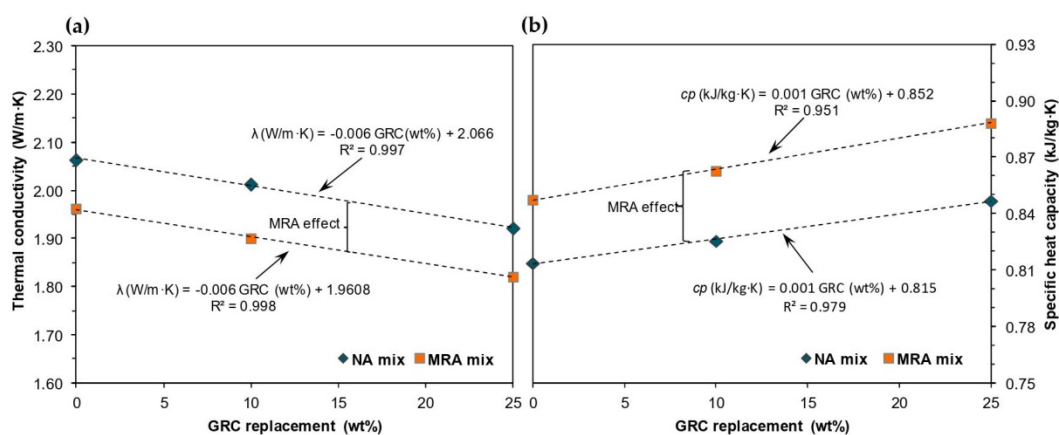 (a)
(b)
Thermal conductivity (W/m·K)
2.30
2.20
2.10
2.00
1.90
1.80
1.70
1.60
λ (W/m·K) = -0.006 GRC (wt%) + 2.066
R² = 0.997
MRA effect
λ (W/m·K) = -0.006 GRC (wt%) + 1.9608
R² = 0.998
NA mix MRA mix
0 5 10 15 20 25
GRC replacement (wt%)
cp (kJ/kg·K) = 0.001 GRC (wt%) + 0.852
R² = 0.951
MRA effect
cp (kJ/kg·K) = 0.001 GRC (wt%) + 0.815
R² = 0.979
NA mix MRA mix
0 5 10 15 20 25
GRC replacement (wt%)
0.93
0.90
0.87
0.84
0.81
0.78
0.75
Specific heat capacity (kJ/kg·K)